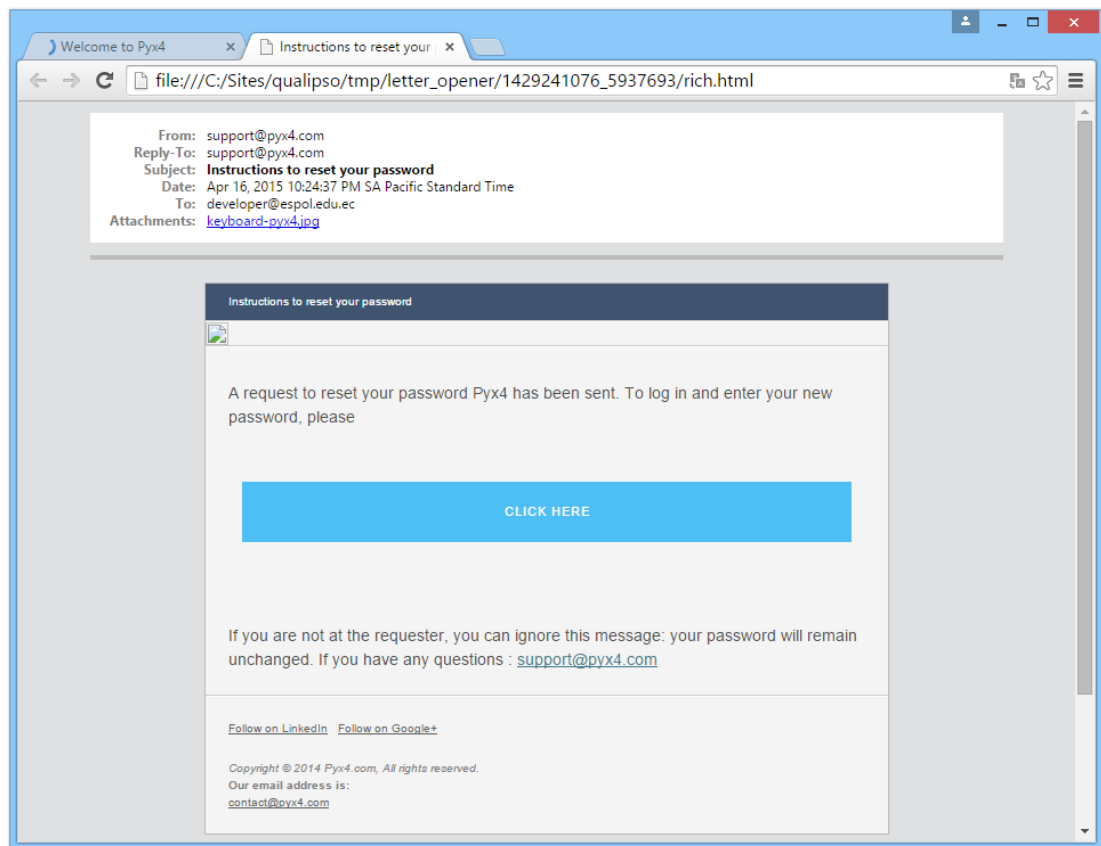 Welcome to Pyx4
Instructions to reset your
file:///C:/Sites/qualipso/tmp/letter_opener/1429241076_5937693/rich.html
From: support@pyx4.com
Reply-To: support@pyx4.com
Subject: Instructions to reset your password
Date: Apr 16, 2015 10:24:37 PM SA Pacific Standard Time
To: developer@espol.edu.ec
Attachments: keyboard-pyx4.jpg
Instructions to reset your password
A request to reset your password Pyx4 has been sent. To log in and enter your new
password, please
CLICK HERE
If you are not at the requester, you can ignore this message: your password will remain
unchanged. If you have any questions : support@pyx4.com
Follow on LinkedIn Follow on Google+
Copyright © 2014 Pyx4.com, All rights reserved.
Our email address is:
contact@pyx4.com